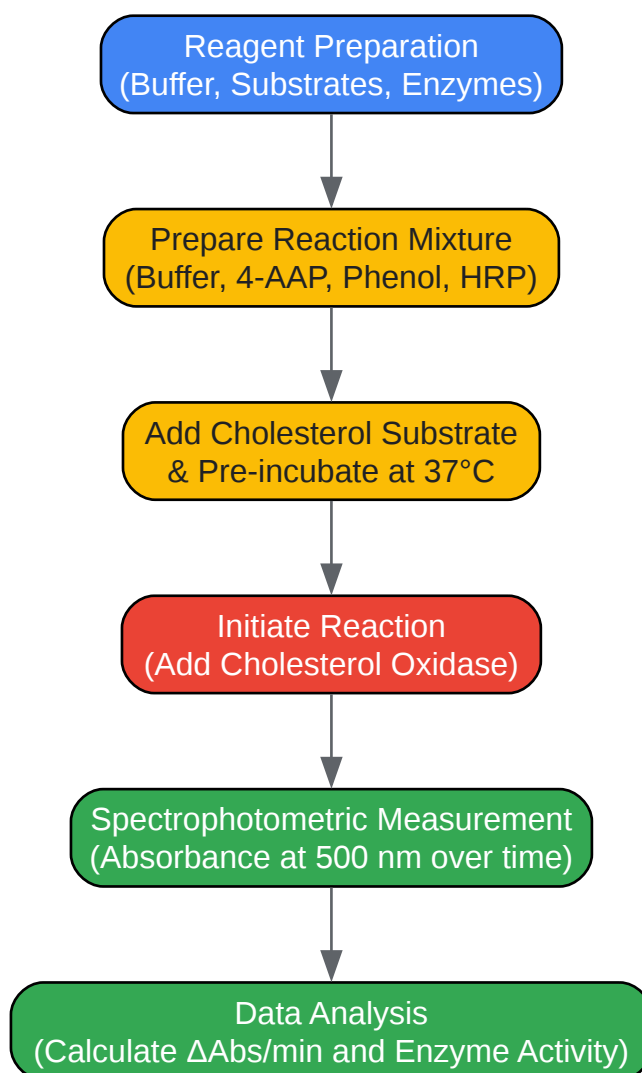 Reagent Preparation
(Buffer, Substrates, Enzymes)
Prepare Reaction Mixture
(Buffer, 4-AAP, Phenol, HRP)
Add Cholesterol Substrate
& Pre-incubate at 37°C
Initiate Reaction
(Add Cholesterol Oxidase)
Spectrophotometric Measurement
(Absorbance at 500 nm over time)
Data Analysis
(Calculate ΔAbs/min and Enzyme Activity)